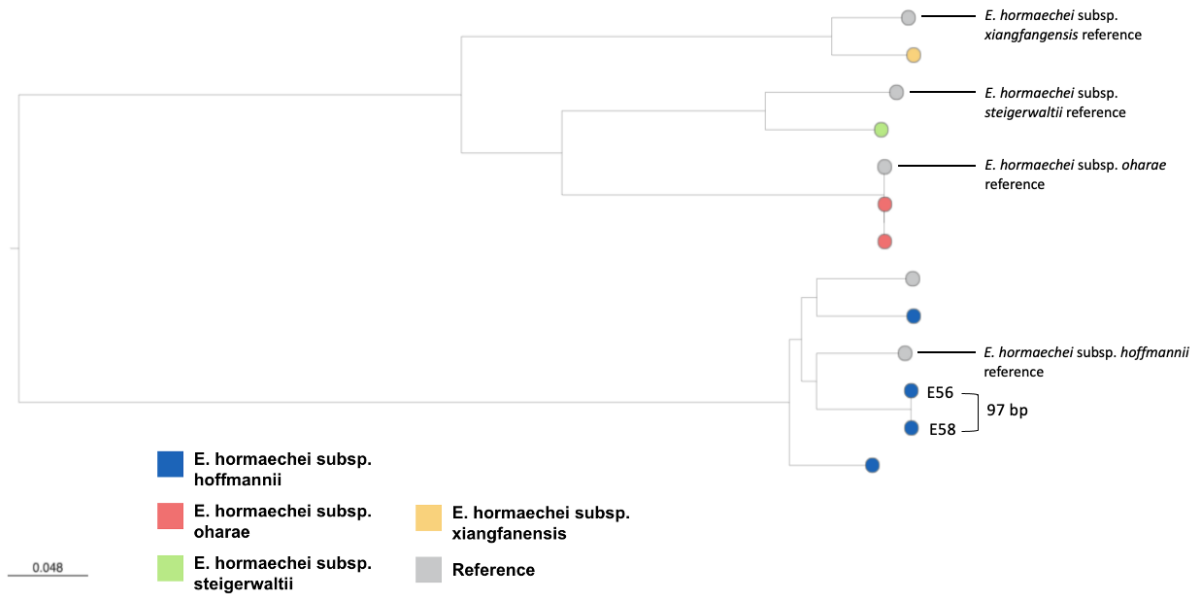 E. hormaechei subsp.
xiangfangensis reference
E. hormaechei subsp.
steigerwaltii reference
E. hormaechei subsp. oharae
reference
E. hormaechei subsp. hoffmannii
reference
E56
97 bp
E58
E. hormaechei subsp.
hoffmannii
E. hormaechei subsp.
oharae
E. hormaechei subsp.
steigerwaltii
E. hormaechei subsp.
xiangfanensis
Reference
0.048